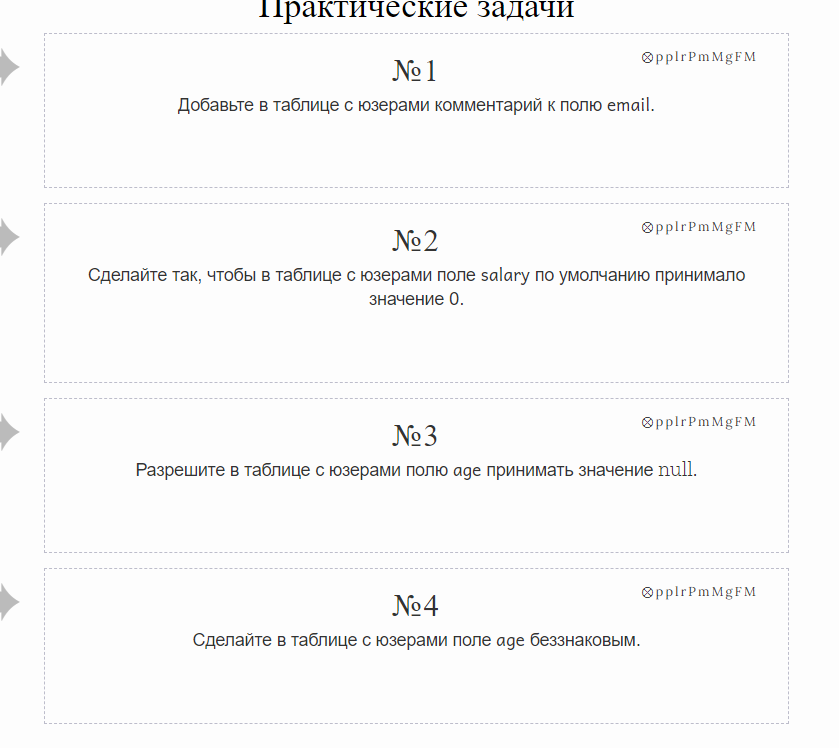 Практические задачи
⊗pplrPmMgFM
№1
Добавьте в таблице с юзерами комментарий к полю email.
⊗pplrPmMgFM
№2
Сделайте так, чтобы в таблице с юзерами поле salary по умолчанию принимало
значение 0.
⊗pplrPmMgFM
№3
Разрешите в таблице с юзерами полю age принимать значение null.
⊗pplrPmMgFM
№4
Сделайте в таблице с юзерами поле age беззнаковым.